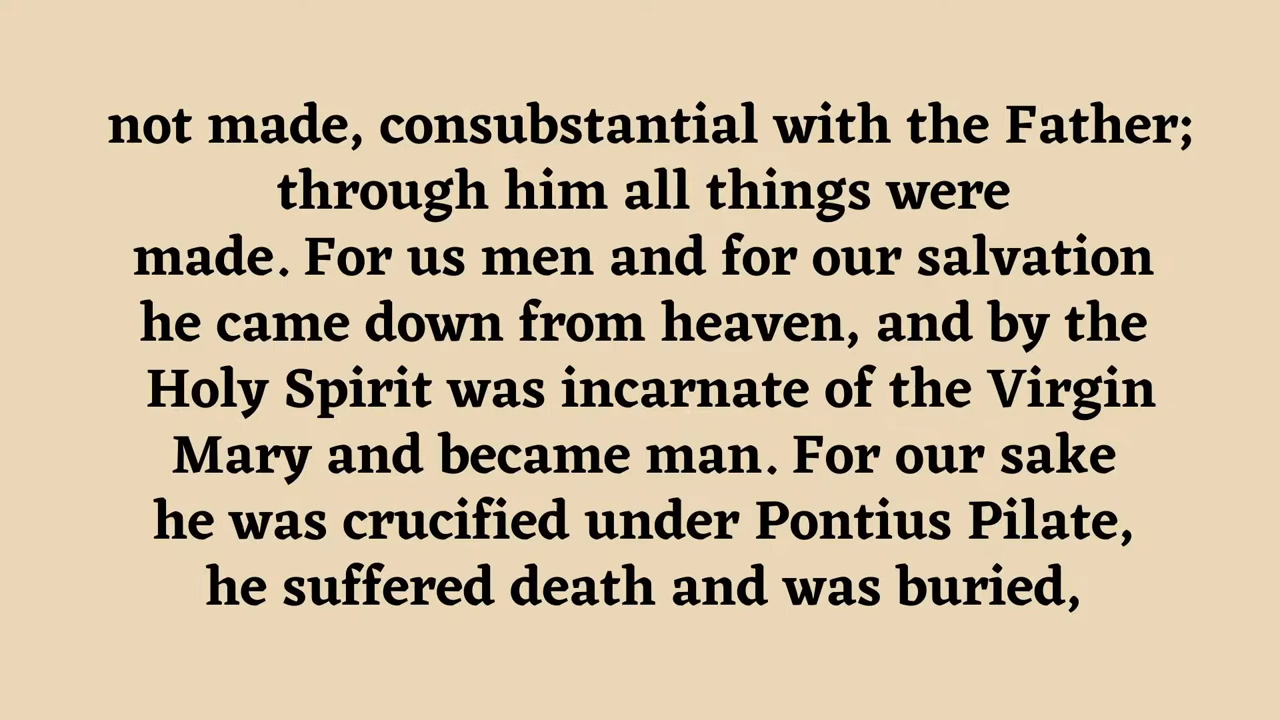 not made, consubstantial with the Father;
through him all things were
made. For us men and for our salvation
he came down from heaven, and by the
Holy Spirit was incarnate of the Virgin
Mary and became man. For our sake
he was crucified under Pontius Pilate,
he suffered death and was buried,